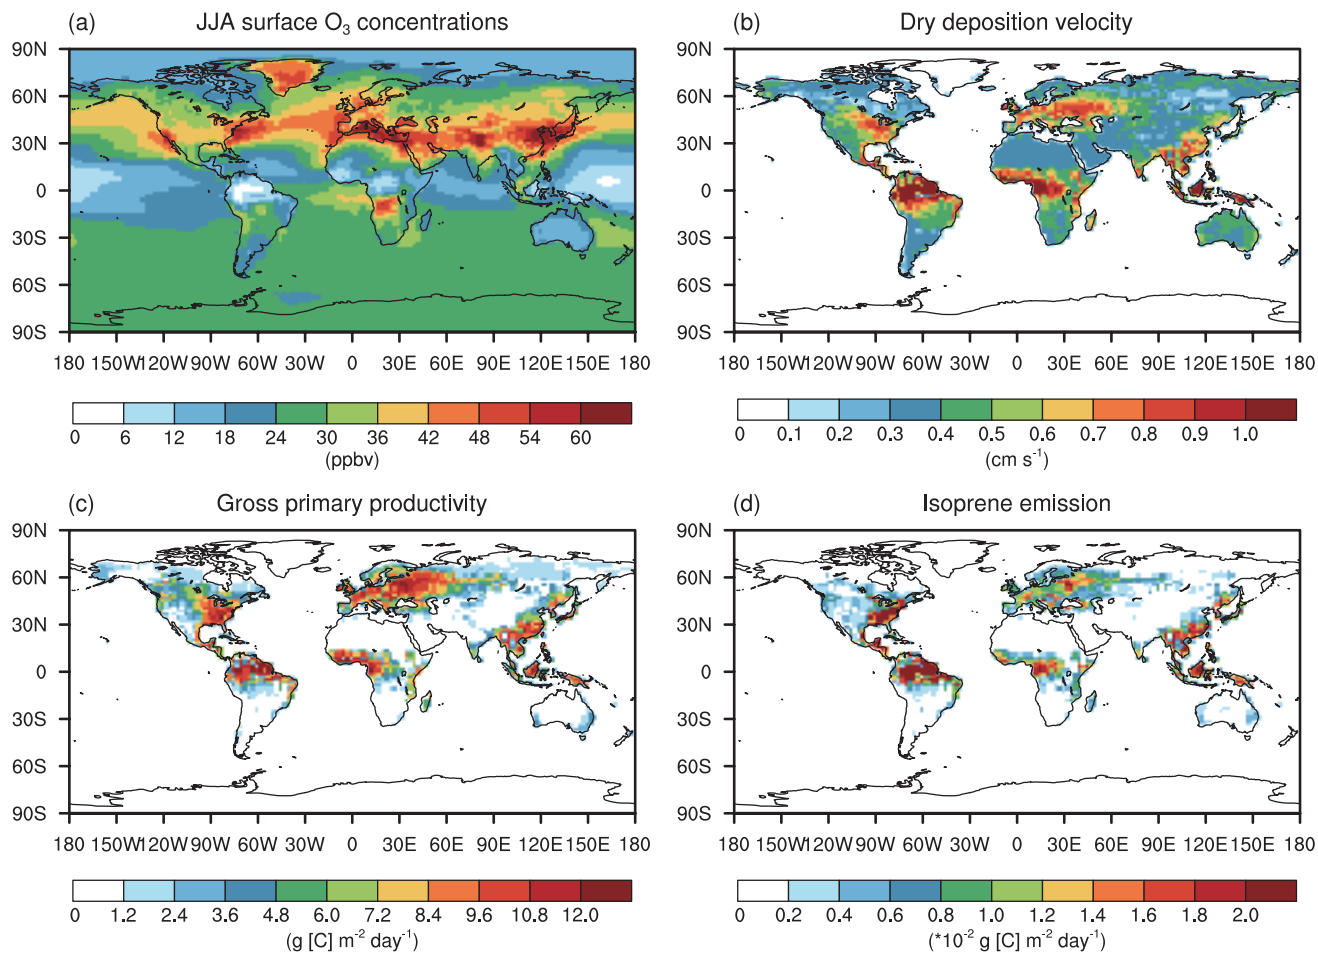 (a) JJA surface O3 concentrations
90N
60N
30N
0
30S
60S
90S
180 150W 120W 90W 60W 30W 0 30E 60E 90E 120E 150E 180
0 6 12 18 24 30 36 42 48 54 60
(ppbv)
(b) Dry deposition velocity
90N
60N
30N
0
30S
60S
90S
180 150W 120W 90W 60W 30W 0 30E 60E 90E 120E 150E 180
0 0.1 0.2 0.3 0.4 0.5 0.6 0.7 0.8 0.9 1.0
(cm s-1)
(c) Gross primary productivity
90N
60N
30N
0
30S
60S
90S
180 150W 120W 90W 60W 30W 0 30E 60E 90E 120E 150E 180
0 1.2 2.4 3.6 4.8 6.0 7.2 8.4 9.6 10.8 12.0
(g [C] m-2 day-1)
(d) Isoprene emission
90N
60N
30N
0
30S
60S
90S
180 150W 120W 90W 60W 30W 0 30E 60E 90E 120E 150E 180
0 0.2 0.4 0.6 0.8 1.0 1.2 1.4 1.6 1.8 2.0
(*10-2 g [C] m-2 day-1)